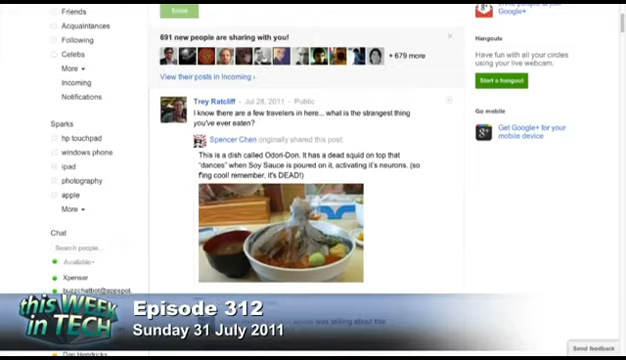 Friends
Acquaintances
Following
Celebs
More
Incoming
Notifications
Sparks
hp touchpad
windows phone
ipad
photography
apple
More
Chat
Search people...
Available
Xpenser
buzzchatbot@appspot.
Dan Hendricks
691 new people are sharing with you!
+ 679 more
View their posts in Incoming ›
Trey Ratcliff - Jul 28, 2011 - Public
I know there are a few travelers in here... what is the strangest thing
you've ever eaten?
Spencer Chen originally shared this post:
This is a dish called Odori-Don. It has a dead squid on top that
"dances" when Soy Sauce is poured on it, activating it's neurons. (so
f'ing cool! remember, it's DEAD!)
Google+
Hangouts
Have fun with all your circles
using your live webcam.
Start a hangout
Go mobile
g+
Get Google+ for your
mobile device
this WEEK
in TECH
Episode 312
Sunday 31 July 2011
Send feedback